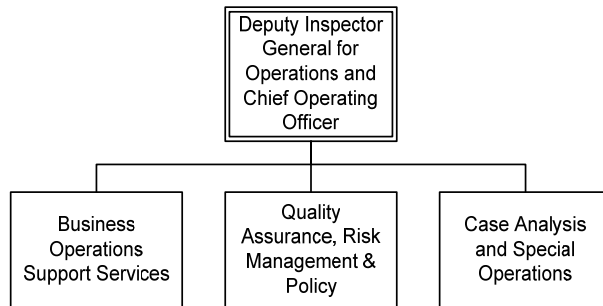 Deputy Inspector
General for
Operations and
Chief Operating
Officer
Business
Operations
Support Services
Quality
Assurance, Risk
Management &
Policy
Case Analysis
and Special
Operations